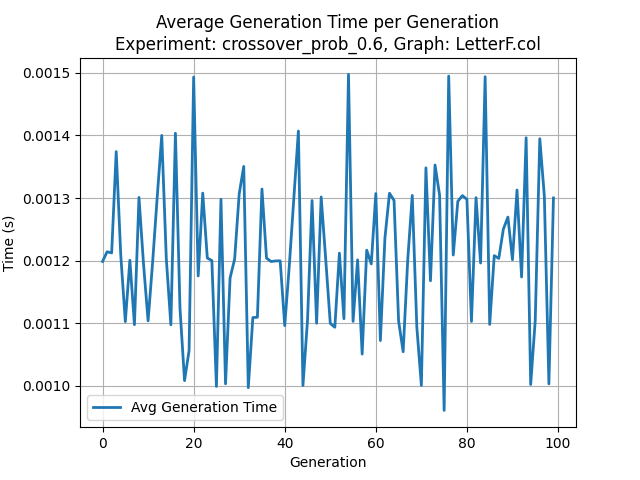 Average Generation Time per Generation
Experiment: crossover_prob_0.6, Graph: LetterF.col
Time (s)
0.0015
0.0014
0.0013
0.0012
0.0011
0.0010
Avg Generation Time
0 20 40 60 80 100
Generation